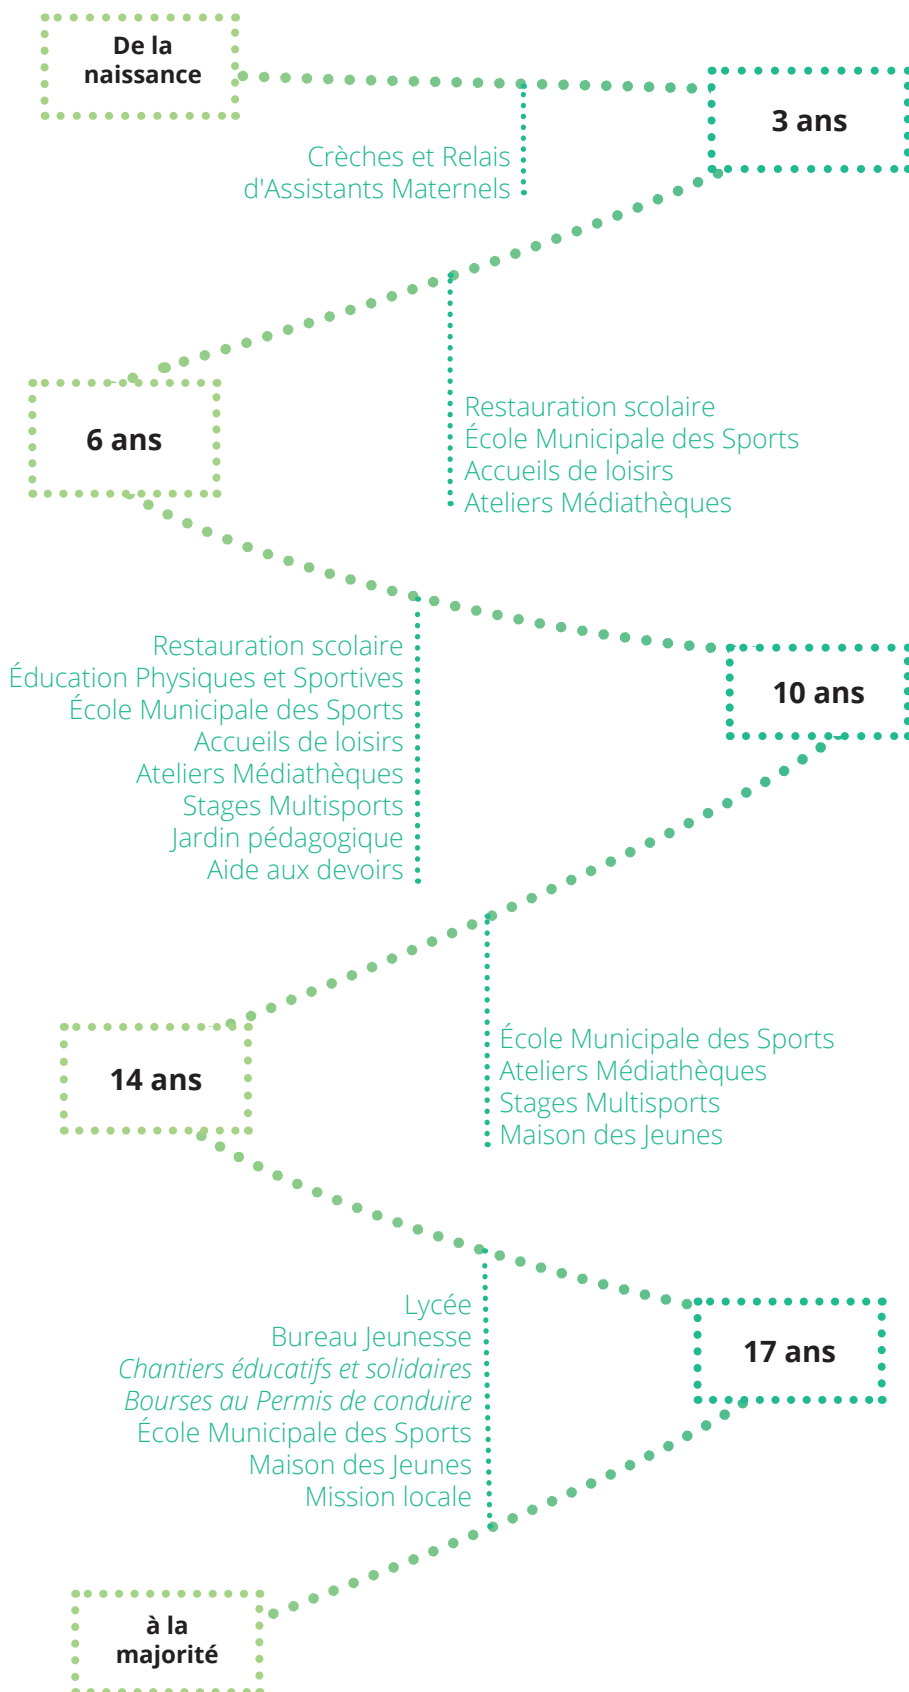 De la
naissance
3 ans
Crèches et Relais
d'Assistants Maternels
Restauration scolaire
École Municipale des Sports
Accueils de loisirs
Ateliers Médiathèques
6 ans
Restauration scolaire
Éducation Physiques et Sportives
École Municipale des Sports
Accueils de loisirs
Ateliers Médiathèques
Stages Multisports
Jardin pédagogique
Aide aux devoirs
10 ans
École Municipale des Sports
Ateliers Médiathèques
Stages Multisports
Maison des Jeunes
14 ans
Lycée
Bureau Jeunesse
Chantiers éducatifs et solidaires
Bourses au Permis de conduire
École Municipale des Sports
Maison des Jeunes
Mission locale
17 ans
à la
majorité